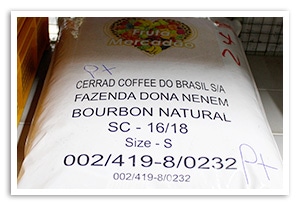 Fruta
Mercadão
CERRAD COFFEE DO BRASIL S/A
FAZENDA DONA NENEM
BOURBON NATURAL
SC - 16/18
Size - S
002/419-8/0232
002/419-8/0232